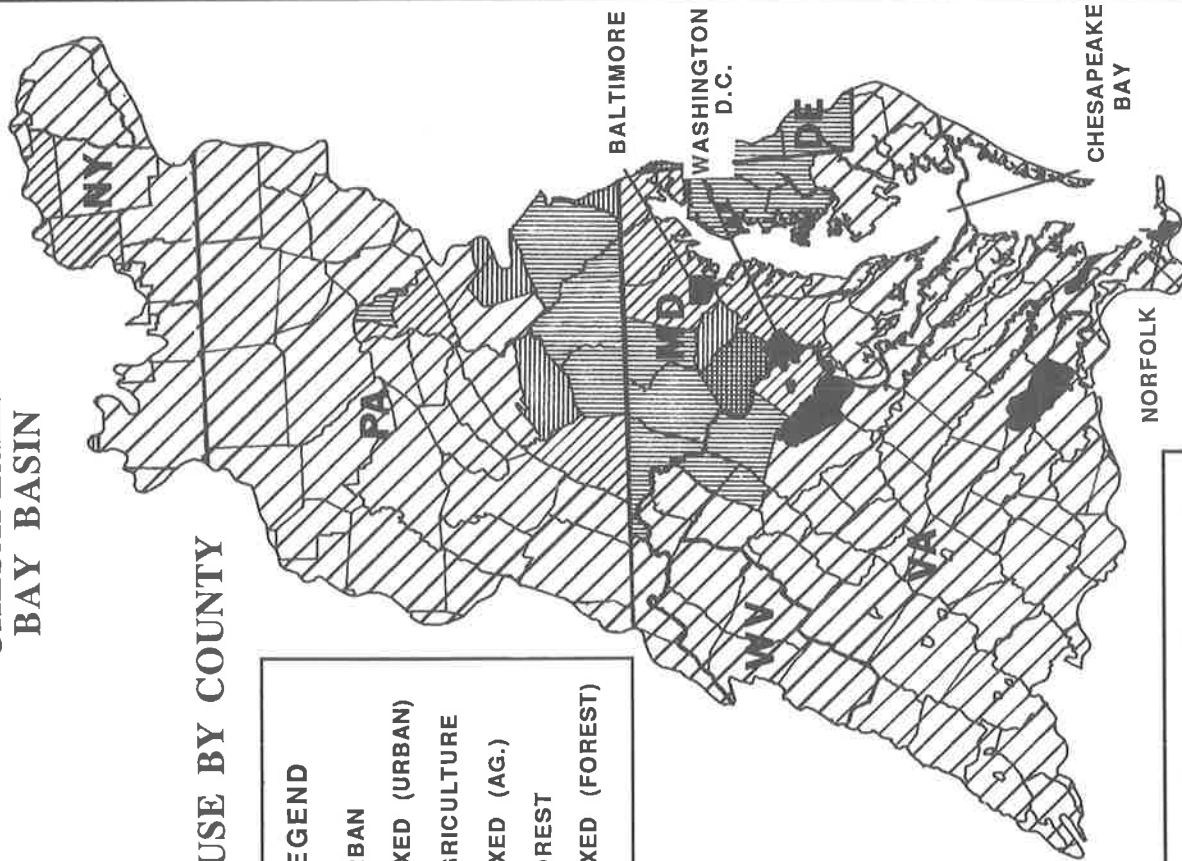 BAY BASIN
USE BY COUNTY
EGEND
RBAN
XED (URBAN)
GRICULTURE
XED (AG.)
OREST
XED (FOREST)
NY
PA
MD
DE
WV
VA
BALTIMORE
WASHINGTON
D.C.
CHESAPEAKE
BAY
NORFOLK